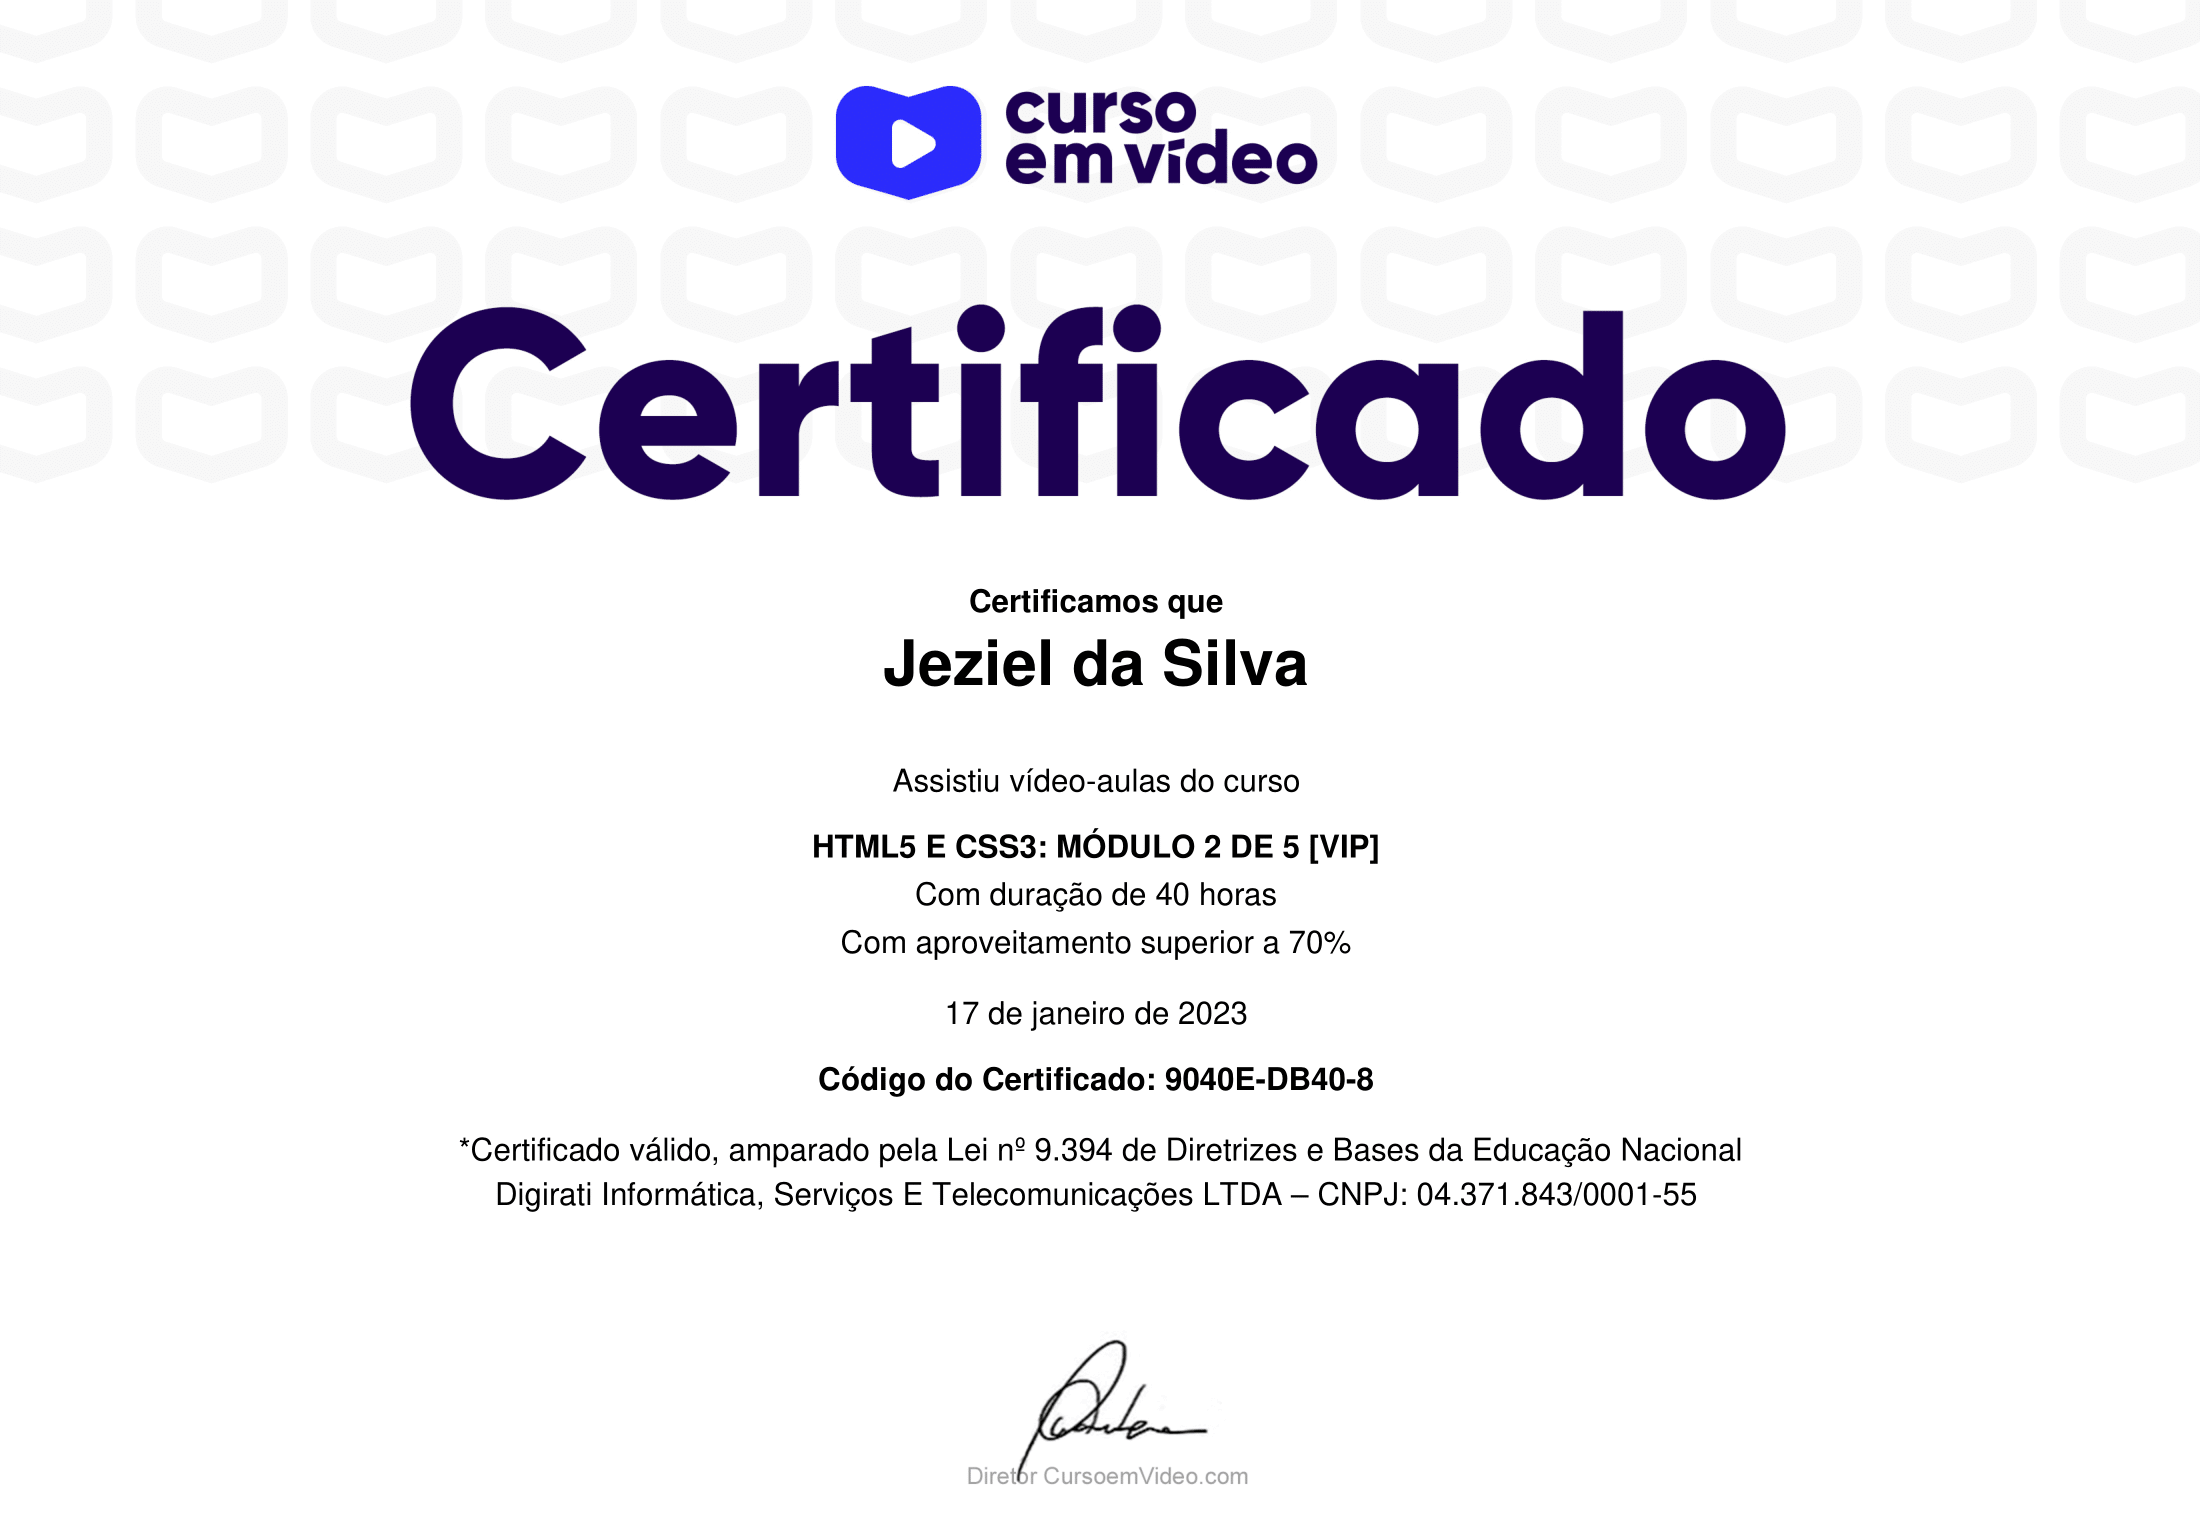 curso
em vídeo
Certificado
Certificamos que
Jeziel da Silva
Assistiu vídeo-aulas do curso
HTML5 E CSS3: MÓDULO 2 DE 5 [VIP]
Com duração de 40 horas
Com aproveitamento superior a 70%
17 de janeiro de 2023
Código do Certificado: 9040E-DB40-8
*Certificado válido, amparado pela Lei nº 9.394 de Diretrizes e Bases da Educação Nacional
Digirati Informática, Serviços E Telecomunicações LTDA – CNPJ: 04.371.843/0001-55
Diretor CursoemVideo.com